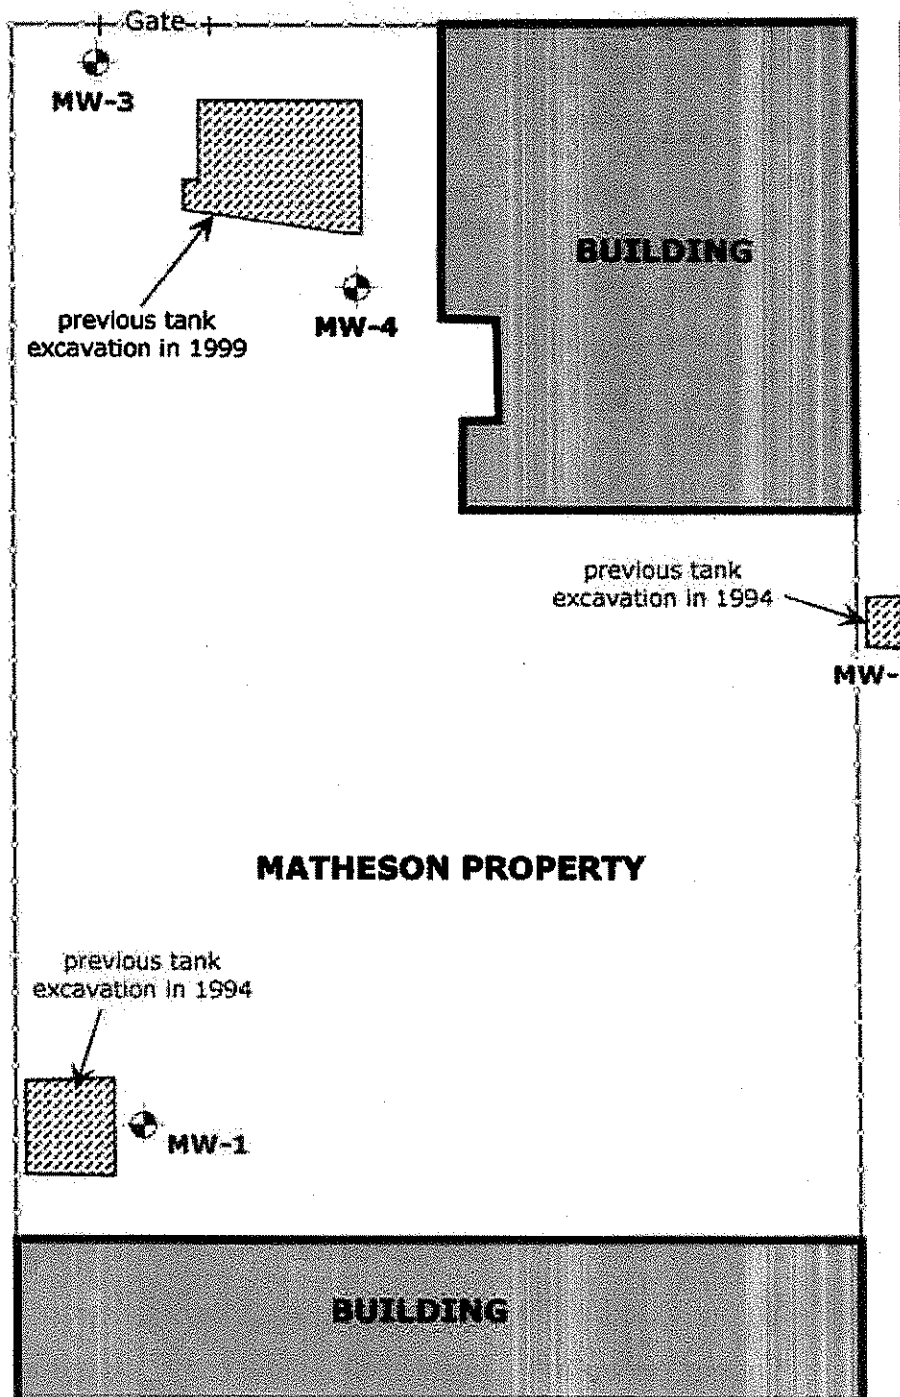 Gate
MW-3
BUILDING
previous tank
excavation in 1999
MW-4
previous tank
excavation in 1994
MW-
MATHESON PROPERTY
previous tank
excavation in 1994
MW-1
BUILDING